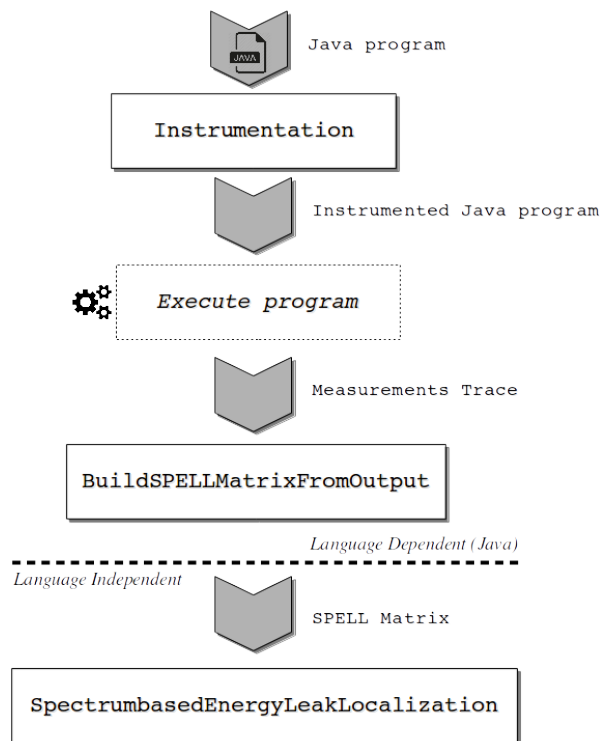 JAVA
Java program
Instrumentation
Instrumented Java program
Execute program
Measurements Trace
BuildSPELLMatrixFromOutput
Language Dependent (Java)
Language Independent
SPELL Matrix
SpectrumbasedEnergyLeakLocalization